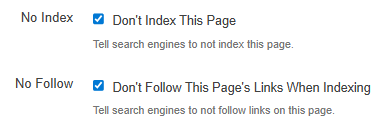 No Index Don't Index This Page
Tell search engines to not index this page.
No Follow Don't Follow This Page's Links When Indexing
Tell search engines to not follow links on this page.